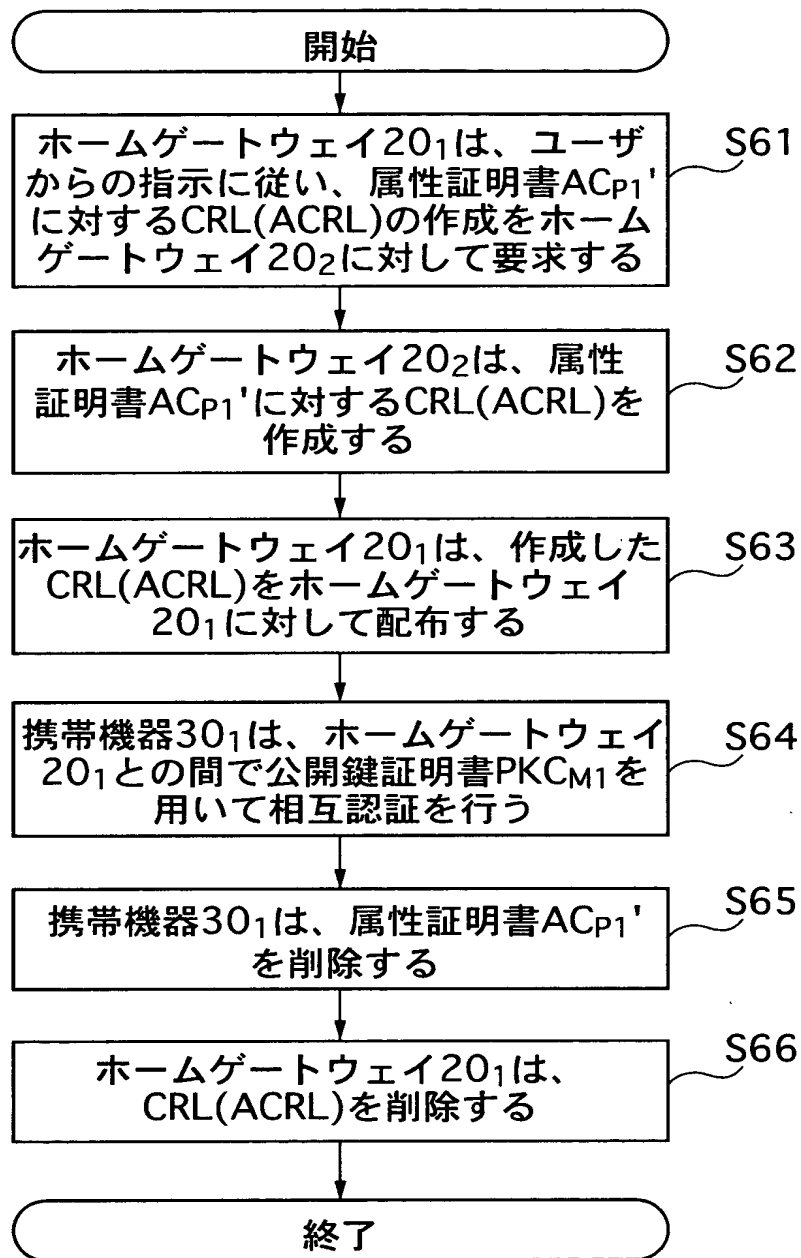 開始
ホームゲートウェイ20₁は、ユーザ
からの指示に従い、属性証明書ACP1'
に対するCRL(ACRL)の作成をホーム
ゲートウェイ20₂に対して要求する
S61
ホームゲートウェイ20₂は、属性
証明書ACP1'に対するCRL(ACRL)を
作成する
S62
ホームゲートウェイ20₁は、作成した
CRL(ACRL)をホームゲートウェイ
20₁に対して配布する
S63
携帯機器30₁は、ホームゲートウェイ
20₁との間で公開鍵証明書PKCM1を
用いて相互認証を行う
S64
携帯機器30₁は、属性証明書ACP1'
を削除する
S65
ホームゲートウェイ20₁は、
CRL(ACRL)を削除する
S66
終了